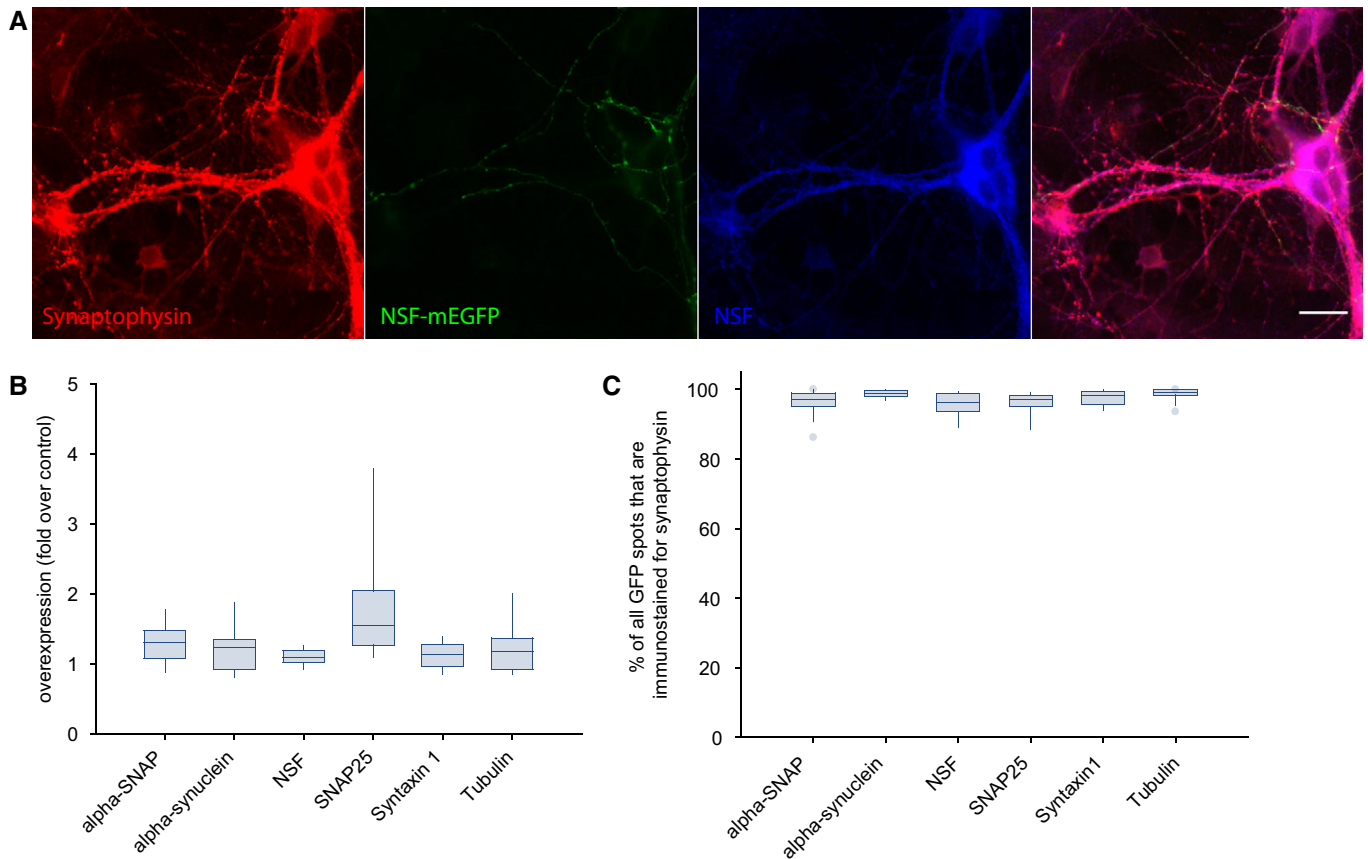 A
Synaptophysin
NSF-mEGFP
NSF
B
overexpression (fold over control)
5
4
3
2
1
0
alpha-SNAP
alpha-synuclein
NSF
SNAP25
Syntaxin 1
Tubulin
C
% of all GFP spots that are
immunostained for synaptophysin
100
80
60
40
20
0
alpha-SNAP
alpha-synuclein
NSF
SNAP25
Syntaxin1
Tubulin